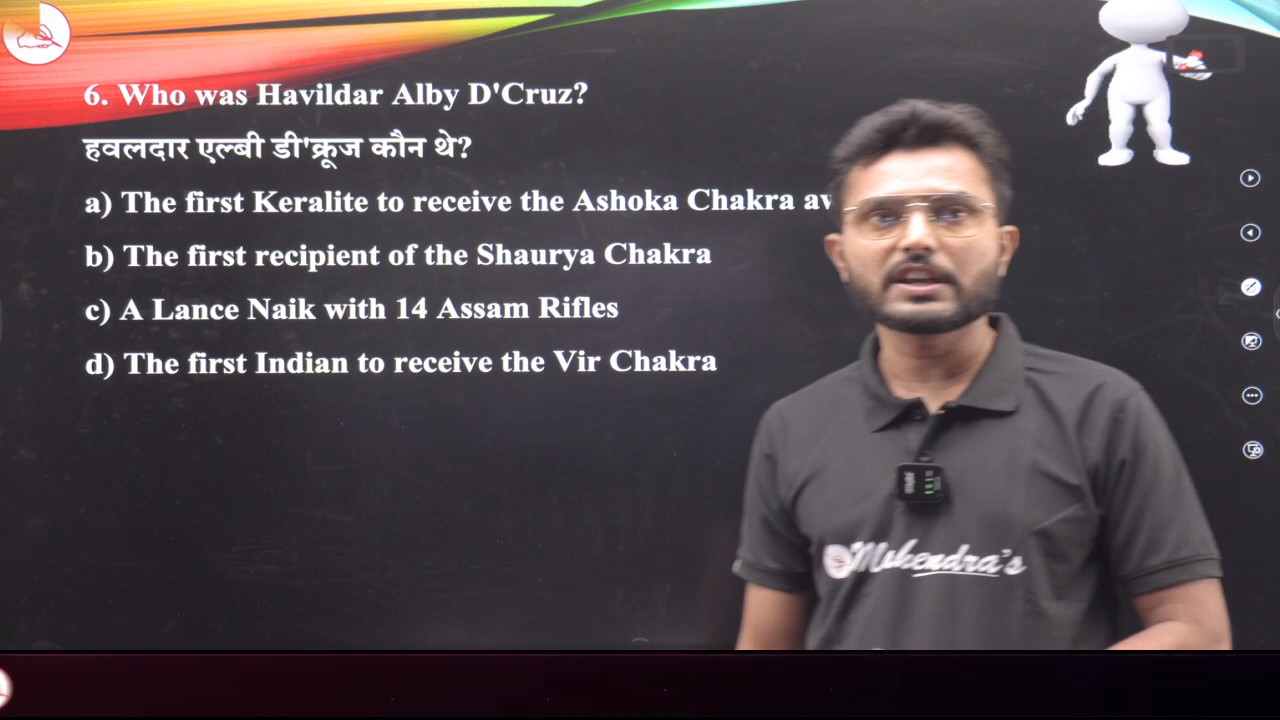 6. Who was Havildar Alby D'Cruz?
हवलदार एल्बी डी'क्रूज कौन थे?
a) The first Keralite to receive the Ashoka Chakra
b) The first recipient of the Shaurya Chakra
c) A Lance Naik with 14 Assam Rifles
d) The first Indian to receive the Vir Chakra
Mahendra's